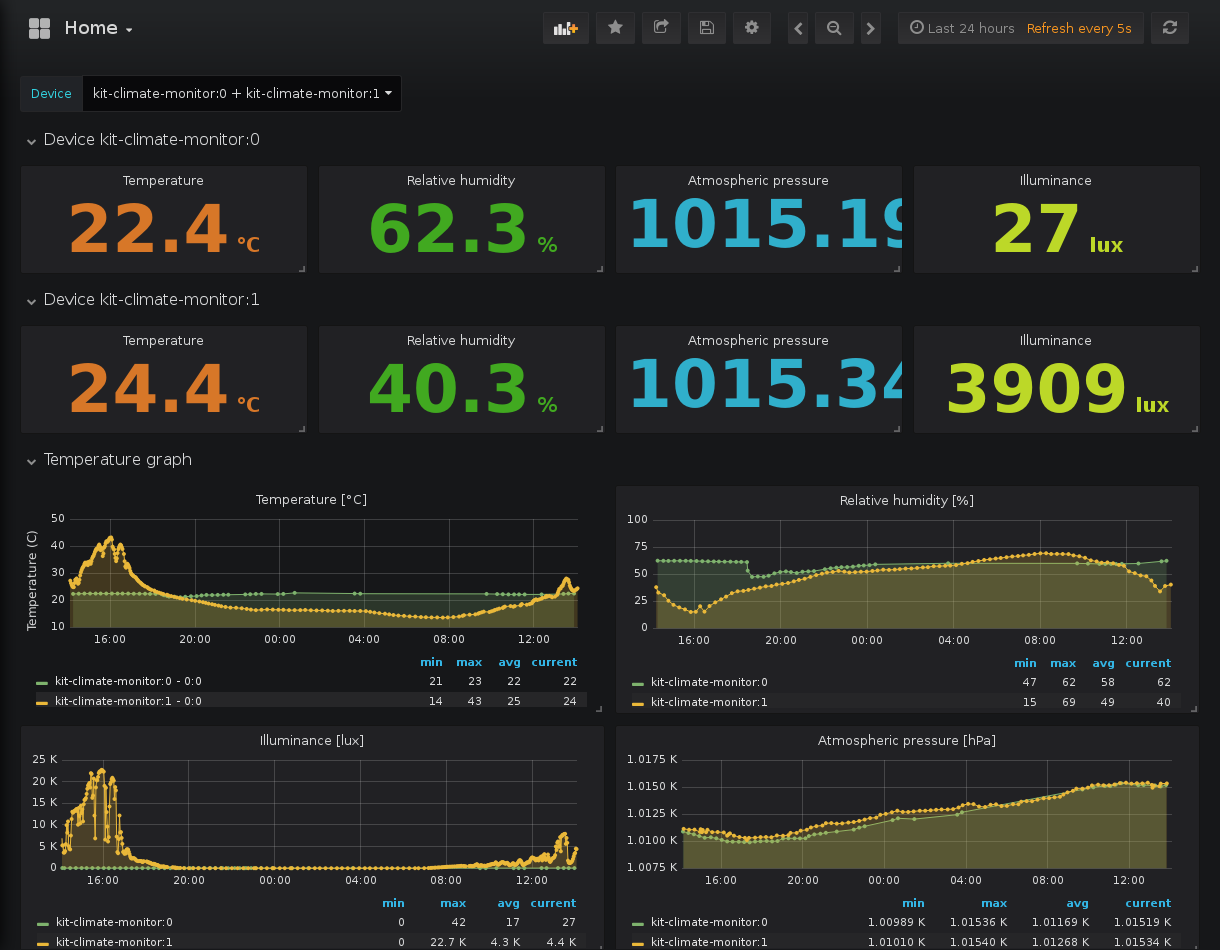 Home
Last 24 hours Refresh every 5s
Device kit-climate-monitor:0 + kit-climate-monitor:1
Device kit-climate-monitor:0
Temperature Relative humidity Atmospheric pressure Illuminance
22.4 °C 62.3 % 1015.19 27 lux
Device kit-climate-monitor:1
Temperature Relative humidity Atmospheric pressure Illuminance
24.4 °C 40.3 % 1015.34 3909 lux
Temperature graph
Temperature [°C]
Temperature (C)
50
40
30
20
10
16:00 20:00 00:00 04:00 08:00 12:00
min max avg current
kit-climate-monitor:0 - 0:0 21 23 22 22
kit-climate-monitor:1 - 0:0 14 43 25 24
Relative humidity [%]
100
75
50
25
0
16:00 20:00 00:00 04:00 08:00 12:00
min max avg current
kit-climate-monitor:0 47 62 58 62
kit-climate-monitor:1 15 69 49 40
Illuminance [lux]
25 K
20 K
15 K
10 K
5 K
0
16:00 20:00 00:00 04:00 08:00 12:00
min max avg current
kit-climate-monitor:0 0 42 17 27
kit-climate-monitor:1 0 22.7 K 4.3 K 4.4 K
Atmospheric pressure [hPa]
1.0175 K
1.0150 K
1.0125 K
1.0100 K
1.0075 K
16:00 20:00 00:00 04:00 08:00 12:00
min max avg current
kit-climate-monitor:0 1.00989 K 1.01536 K 1.01169 K 1.01519 K
kit-climate-monitor:1 1.01010 K 1.01540 K 1.01268 K 1.01534 K